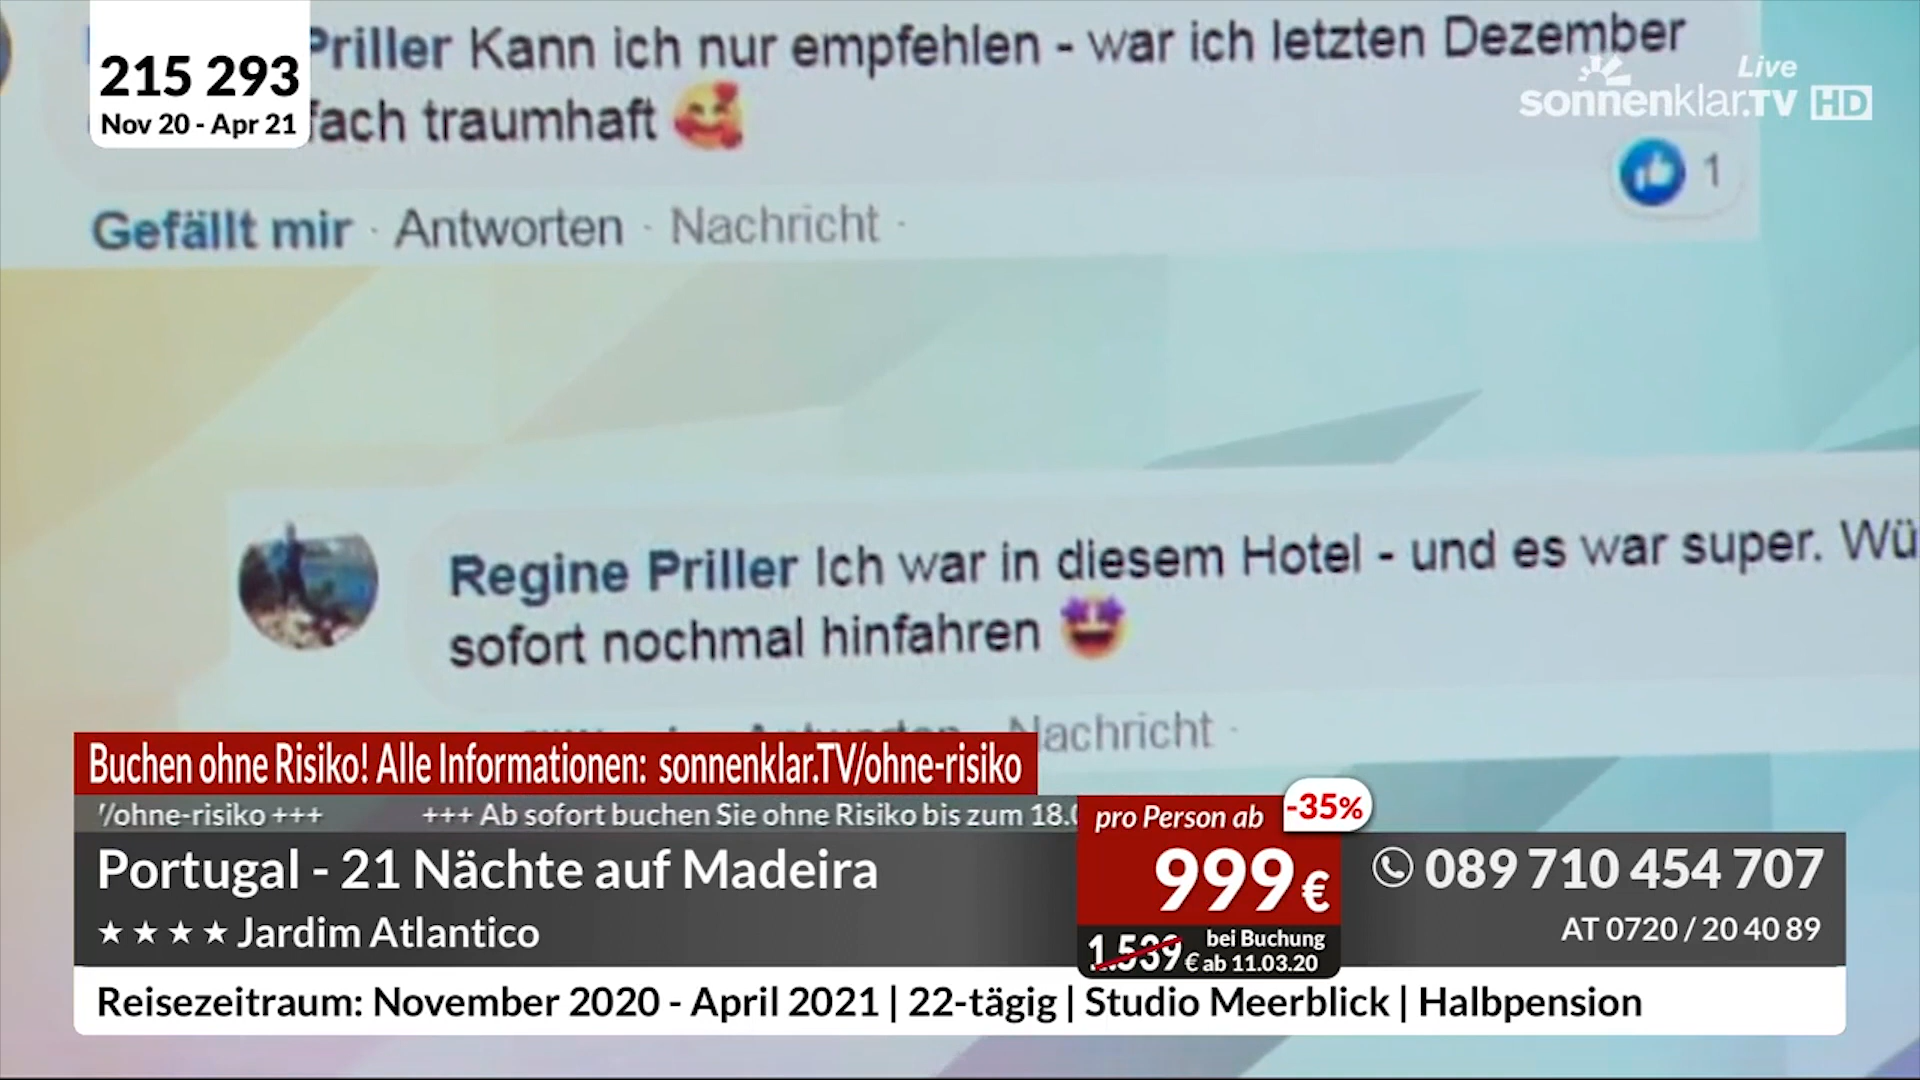 215 293
Nov 20 - Apr 21
Priller Kann ich nur empfehlen - war ich letzten Dezember
fach traumhaft
1
Live
sonnenklar.TV HD
Gefällt mir · Antworten · Nachricht ·
Regine Priller Ich war in diesem Hotel - und es war super. Wü
sofort nochmal hinfahren
Nachricht ·
Buchen ohne Risiko! Alle Informationen: sonnenklar.TV/ohne-risiko
/ohne-risiko +++ +++ Ab sofort buchen Sie ohne Risiko bis zum 18.
Portugal - 21 Nächte auf Madeira
★★★★ Jardim Atlantico
pro Person ab
-35%
999 €
1.539 € bei Buchung
ab 11.03.20
089 710 454 707
AT 0720 / 20 40 89
Reisezeitraum: November 2020 - April 2021 | 22-tägig | Studio Meerblick | Halbpension